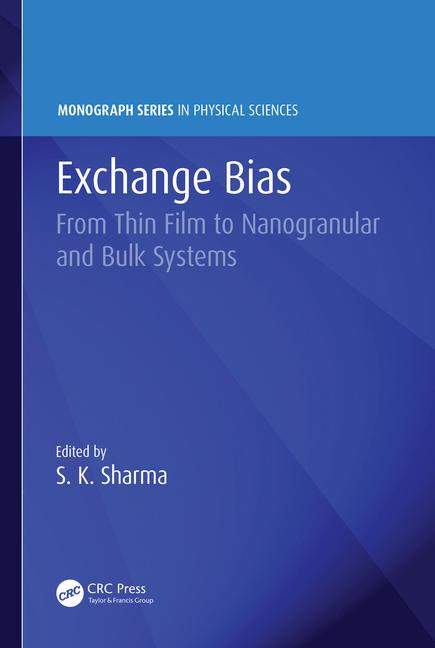 MONOGRAPH SERIES IN PHYSICAL SCIENCES
Exchange Bias
From Thin Film to Nanogranular
and Bulk Systems
Edited by
S. K. Sharma
CRC
CRC Press
Taylor & Francis Group